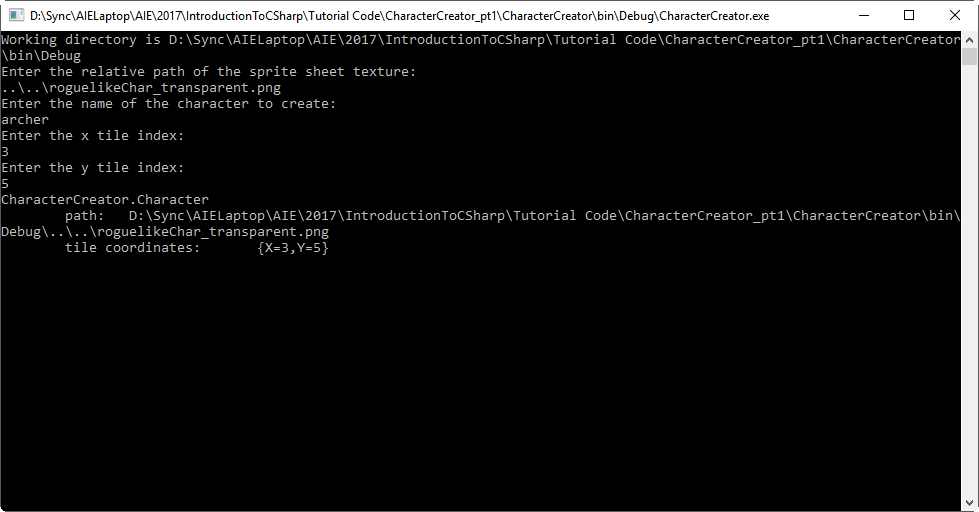 D:\Sync\AIELaptop\AIE\2017\IntroductionToCSharp\Tutorial Code\CharacterCreator_pt1\CharacterCreator\bin\Debug\CharacterCreator.exe
Working directory is D:\Sync\AIELaptop\AIE\2017\IntroductionToCSharp\Tutorial Code\CharacterCreator_pt1\CharacterCreator
\bin\Debug
Enter the relative path of the sprite sheet texture:
..\..\roguelikeChar_transparent.png
Enter the name of the character to create:
archer
Enter the x tile index:
3
Enter the y tile index:
5
CharacterCreator.Character
        path:   D:\Sync\AIELaptop\AIE\2017\IntroductionToCSharp\Tutorial Code\CharacterCreator_pt1\CharacterCreator\bin\
Debug\..\..\roguelikeChar_transparent.png
        tile coordinates:       {X=3,Y=5}